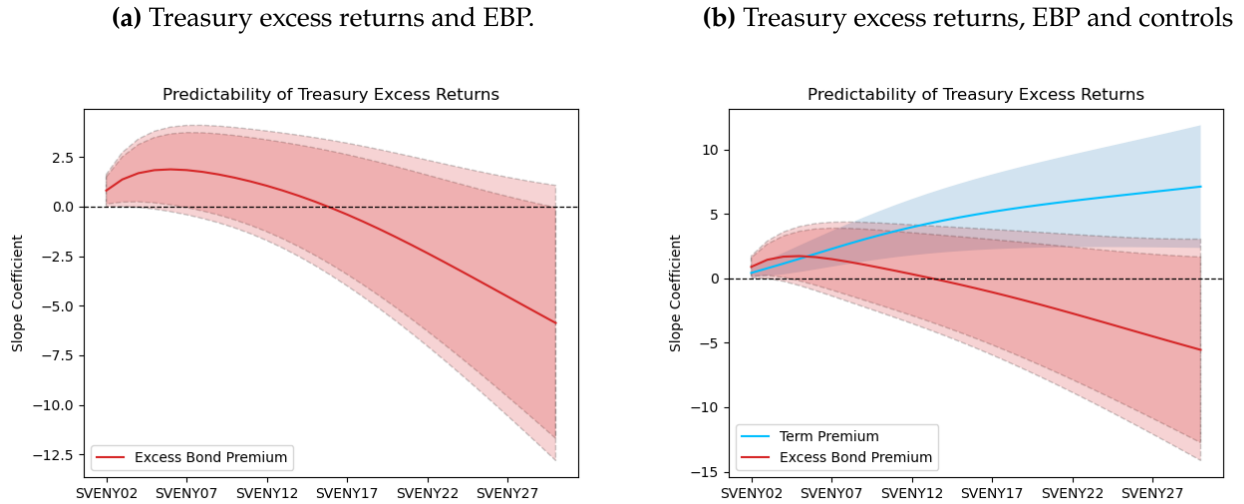 (a) Treasury excess returns and EBP.
Predictability of Treasury Excess Returns
Slope Coefficient
2.5
0.0
−2.5
−5.0
−7.5
−10.0
−12.5
Excess Bond Premium
SVENY02 SVENY07 SVENY12 SVENY17 SVENY22 SVENY27
(b) Treasury excess returns, EBP and controls
Predictability of Treasury Excess Returns
Slope Coefficient
10
5
0
−5
−10
−15
Term Premium
Excess Bond Premium
SVENY02 SVENY07 SVENY12 SVENY17 SVENY22 SVENY27